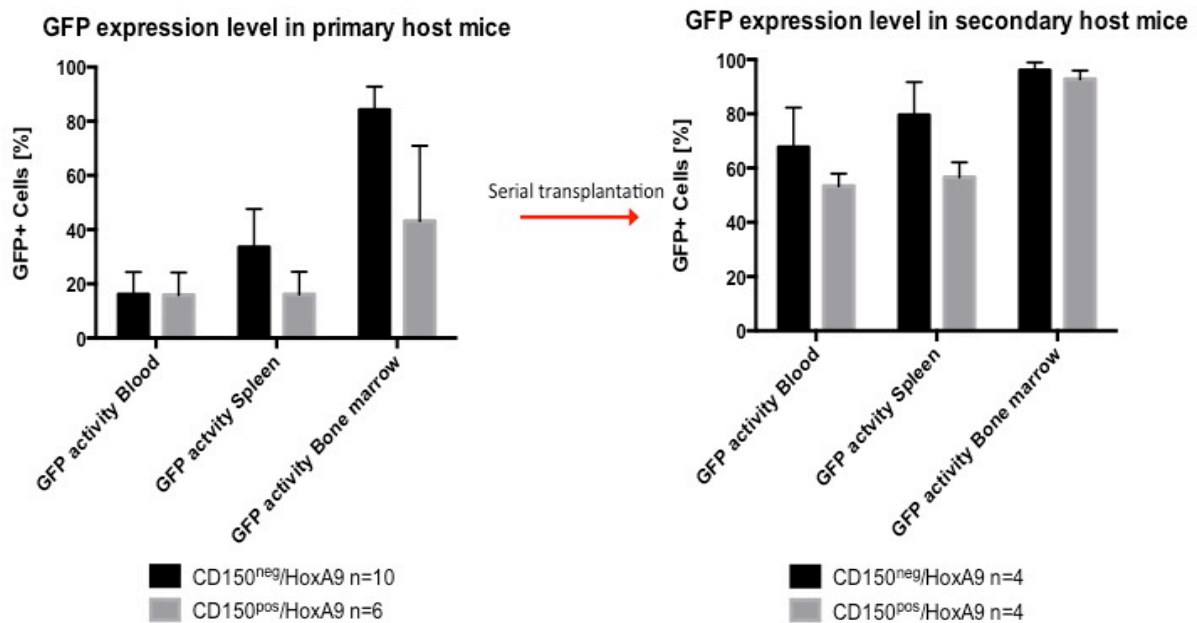 GFP expression level in primary host mice
GFP+ Cells [%]
100
80
60
40
20
0
GFP activity Blood
GFP actvity Spleen
GFP activity Bone marrow
CD150neg/HoxA9 n=10
CD150pos/HoxA9 n=6
Serial transplantation
GFP expression level in secondary host mice
GFP+ Cells [%]
100
80
60
40
20
0
GFP activity Blood
GFP actvity Spleen
GFP activity Bone marrow
CD150neg/HoxA9 n=4
CD150pos/HoxA9 n=4